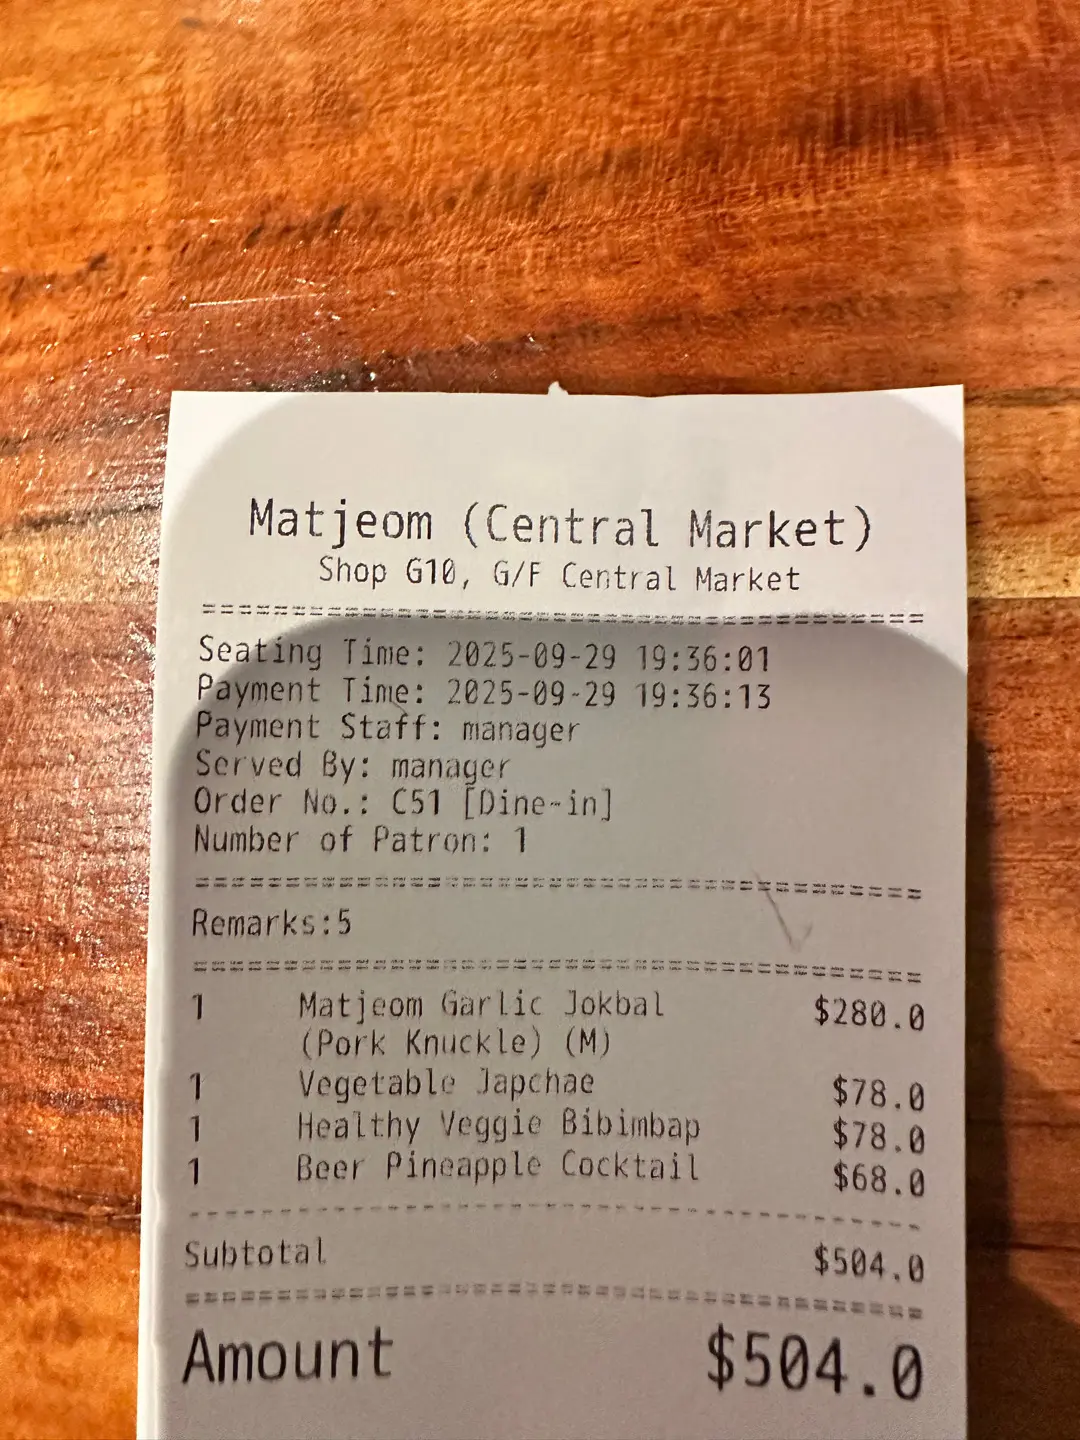 Matjeom (Central Market)
Shop G10, G/F Central Market
========================================
Seating Time: 2025-09-29 19:36:01
Payment Time: 2025-09-29 19:36:13
Payment Staff: manager
Served By: manager
Order No.: C51 [Dine-in]
Number of Patron: 1
========================================
Remarks:5
========================================
1 Matjeom Garlic Jokbal $280.0
(Pork Knuckle) (M)
1 Vegetable Japchae $78.0
1 Healthy Veggie Bibimbap $78.0
1 Beer Pineapple Cocktail $68.0
----------------------------------------
Subtotal $504.0
========================================
Amount $504.0